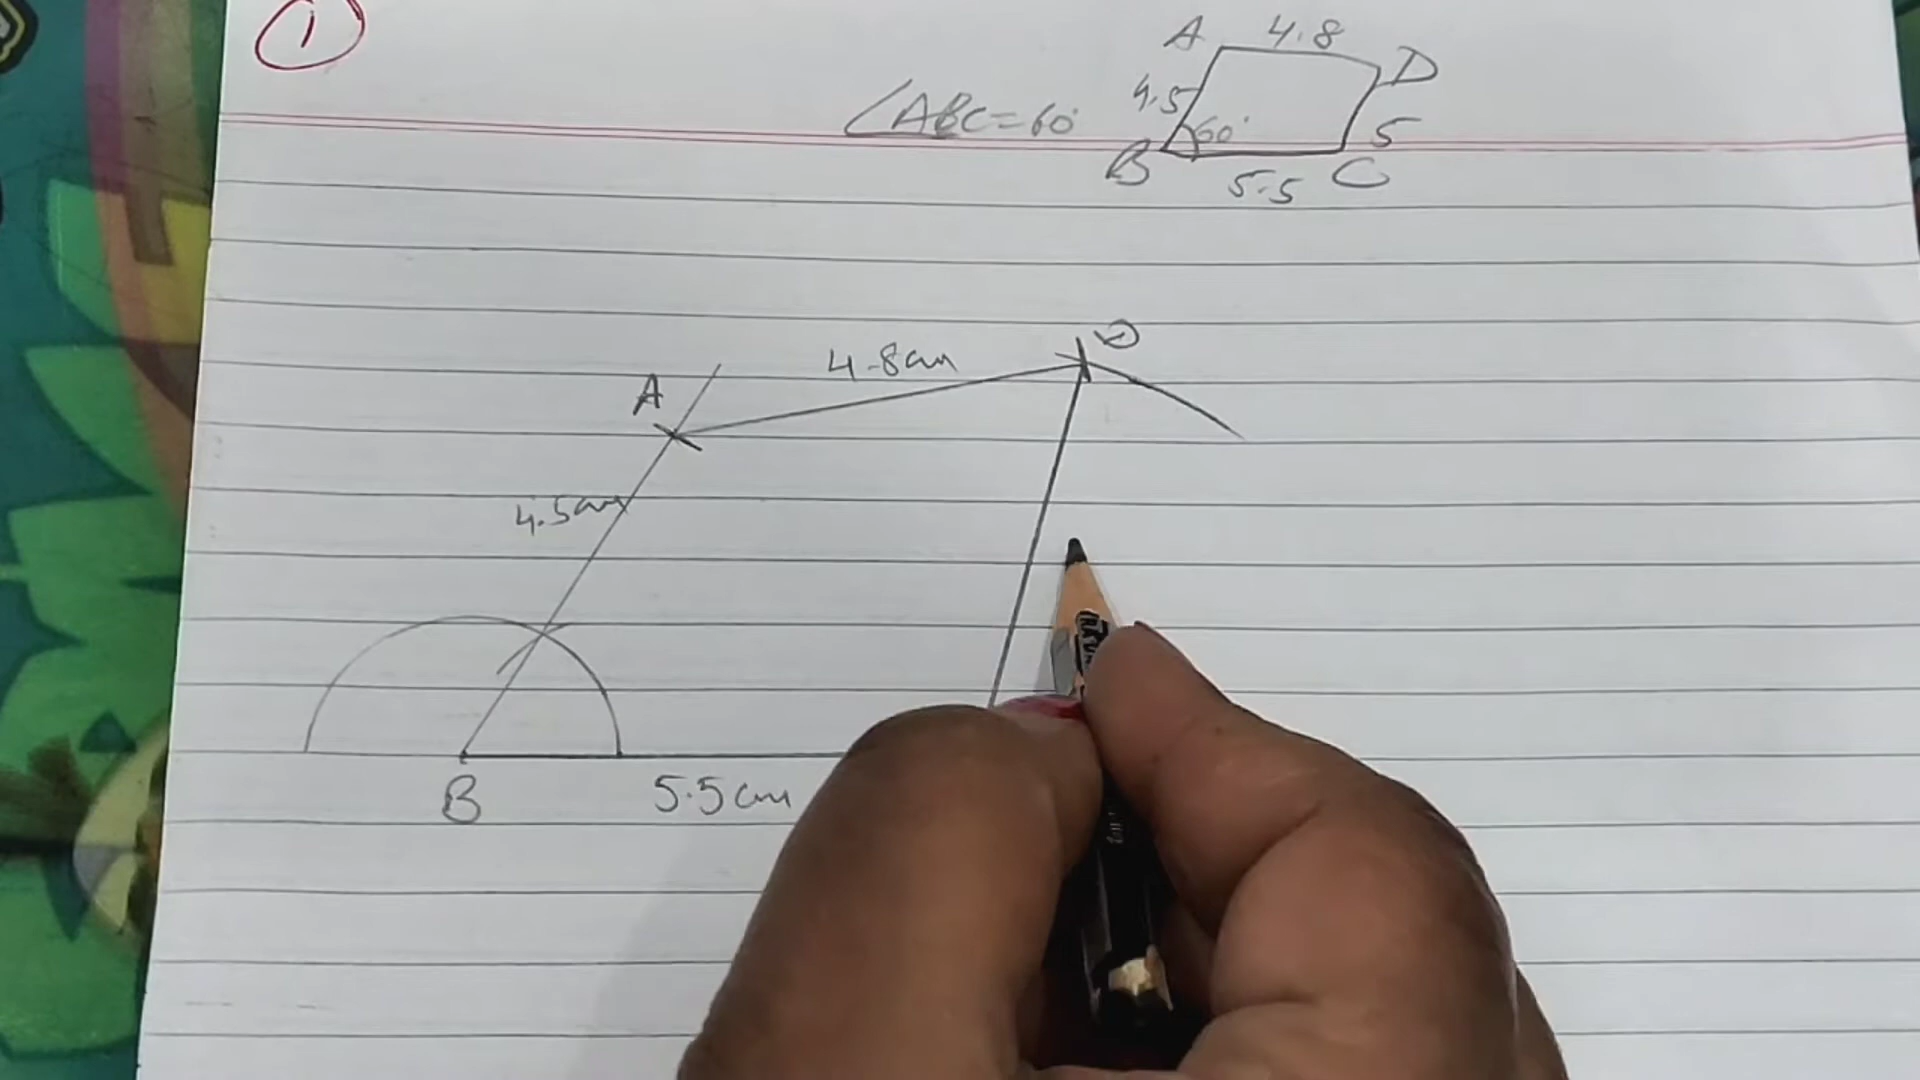 1
A 4.8 D
4.5
∠ABC=60°
60°
5
B 5.5 C
D
4.8cm
A
4.5cm
B 5.5cm